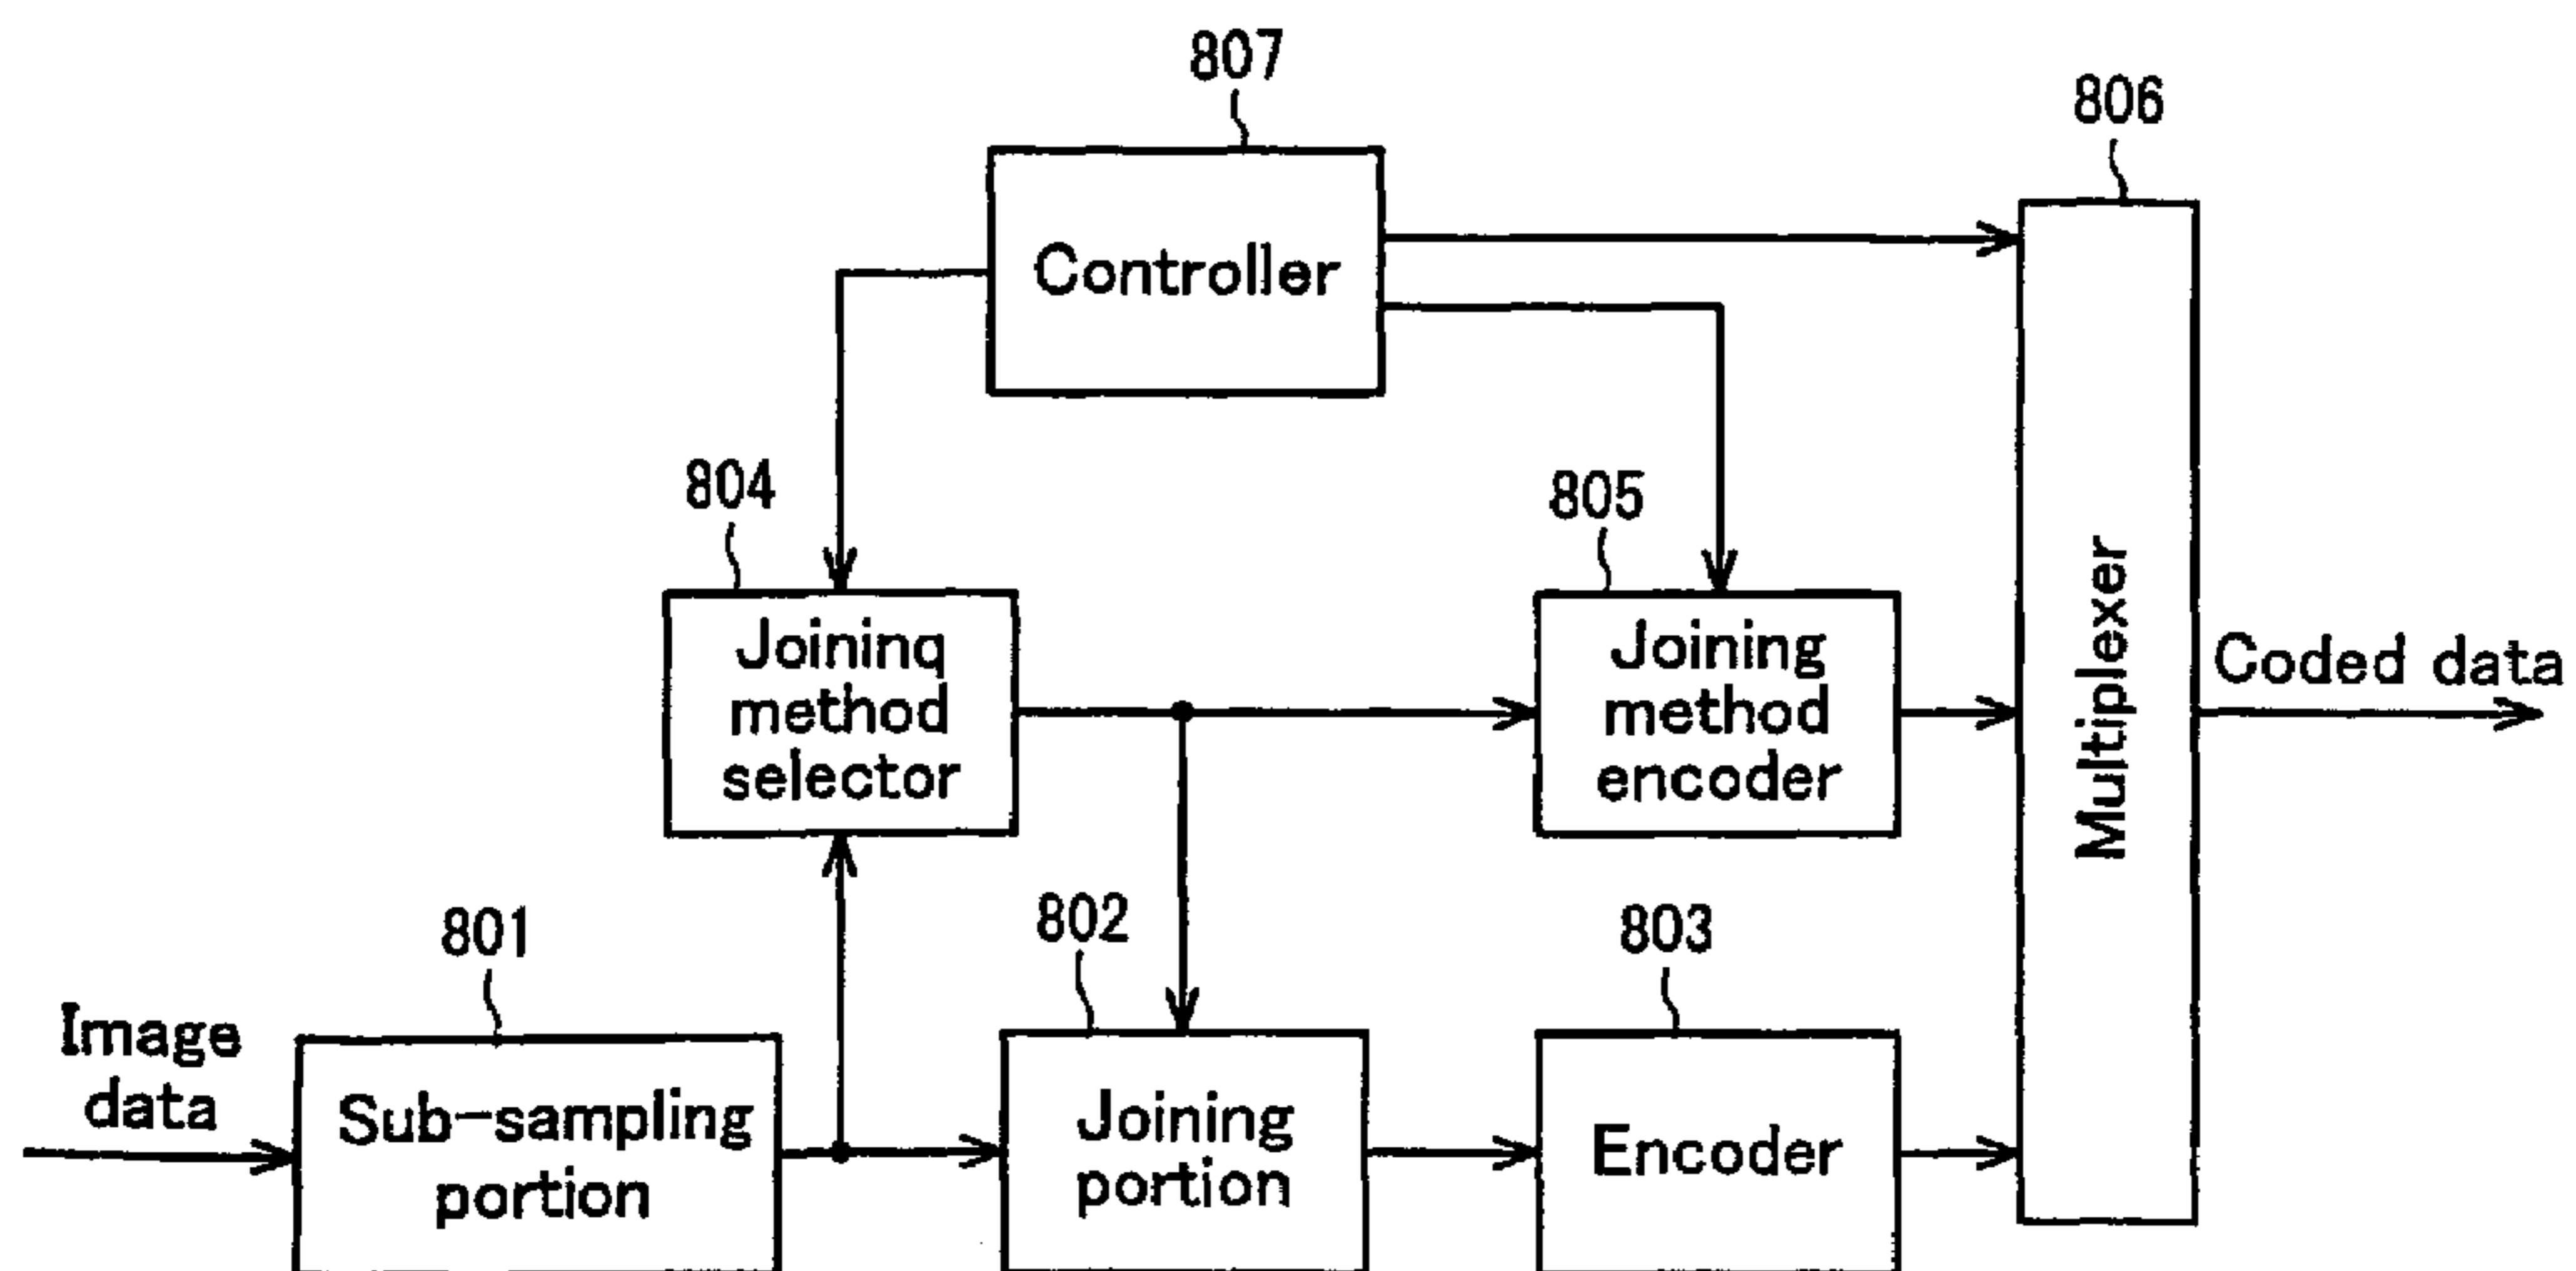 807
806
Controller
804
805
Joining
method
selector
Joining
method
encoder
Multiplexer
Coded data
801
802
803
Image
data
Sub-sampling
portion
Joining
portion
Encoder